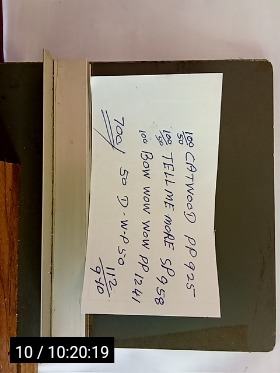 100/50 CATWOOD PP 925
100/50 TELL ME MORE SP 958
100 BOW WOW WOW PP 1241
50 D-W-P50
700/
112
940
10 / 10:20:19